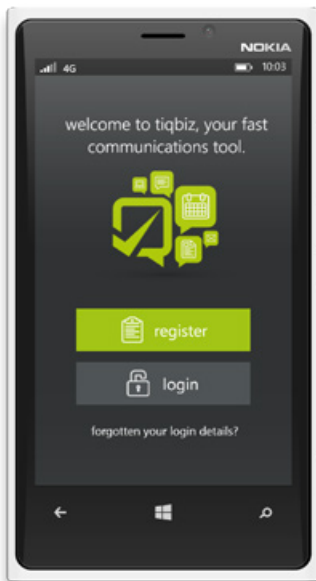 NOKIA
4G 10:03
welcome to tiqbiz, your fast
communications tool.
register
login
forgotten your login details?